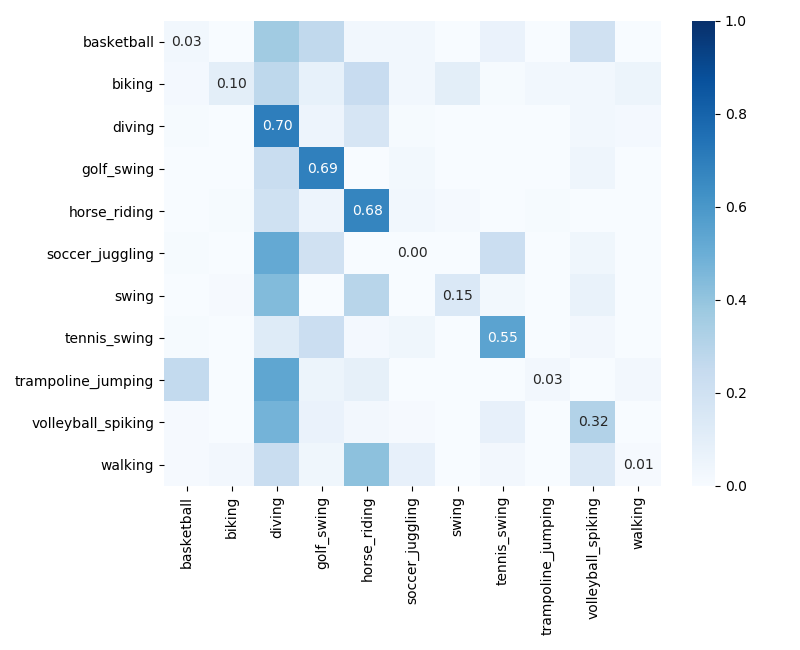 basketball
biking
diving
golf_swing
horse_riding
soccer_juggling
swing
tennis_swing
trampoline_jumping
volleyball_spiking
walking
0.03
0.10
0.70
0.69
0.68
0.00
0.15
0.55
0.03
0.32
0.01
basketball
biking
diving
golf_swing
horse_riding
soccer_juggling
swing
tennis_swing
trampoline_jumping
volleyball_spiking
walking
1.0
0.8
0.6
0.4
0.2
0.0